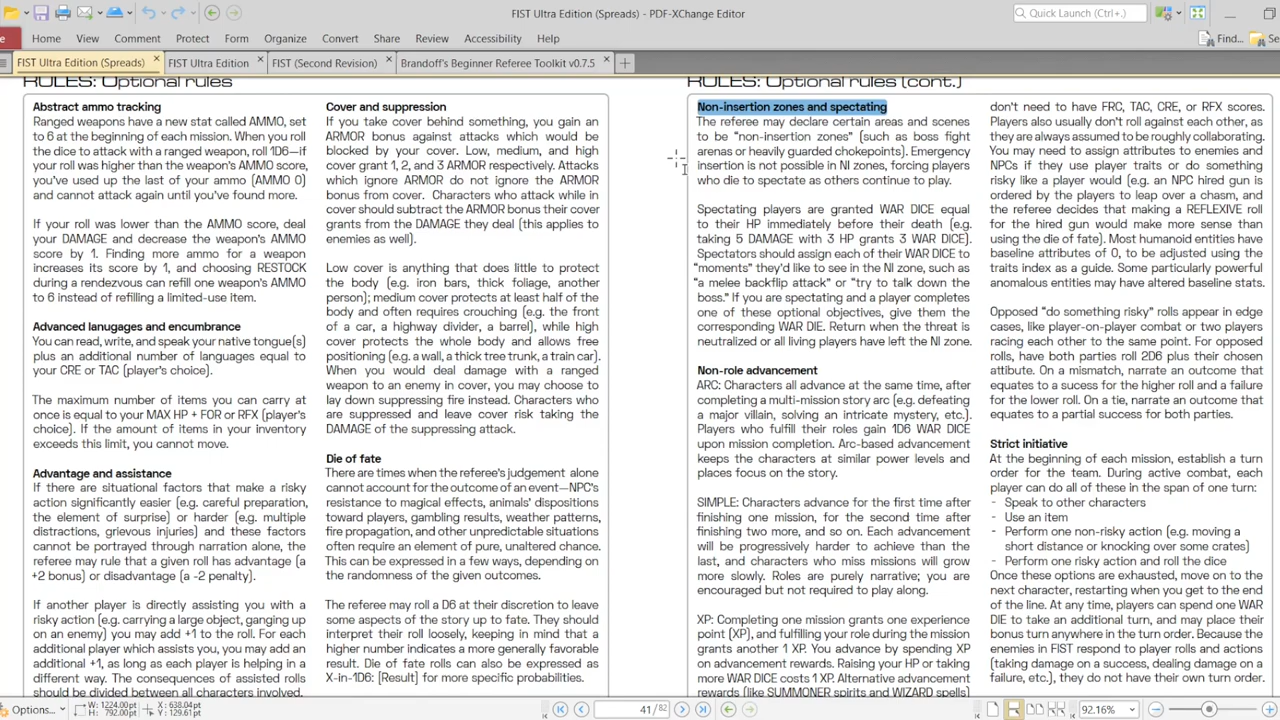 FIST Ultra Edition (Spreads) - PDF-XChange Editor
Quick Launch (Ctrl+.)
Home View Comment Protect Form Organize Convert Share Review Accessibility Help
Find...
FIST Ultra Edition (Spreads) FIST Ultra Edition FIST (Second Revision) Brandoff's Beginner Referee Toolkit v0.7.5
RULES: Optional rules
Abstract ammo tracking
Ranged weapons have a new stat called AMMO, set
to 6 at the beginning of each mission. When you roll
the dice to attack with a ranged weapon, roll 1D6—if
your roll was higher than the weapon's AMMO score,
you've used up the last of your ammo (AMMO 0)
and cannot attack again until you've found more.
If your roll was lower than the AMMO score, deal
your DAMAGE and decrease the weapon's AMMO
score by 1. Finding more ammo for a weapon
increases its score by 1, and choosing RESTOCK
during a rendezvous can refill one weapon's AMMO
to 6 instead of refilling a limited-use item.
Advanced lanugages and encumbrance
You can read, write, and speak your native tongue(s)
plus an additional number of languages equal to
your CRE or TAC (player's choice).
The maximum number of items you can carry at
once is equal to your MAX HP + FOR or RFX (player's
choice). If the amount of items in your inventory
exceeds this limit, you cannot move.
Advantage and assistance
If there are situational factors that make a risky
action significantly easier (e.g. careful preparation,
the element of surprise) or harder (e.g. multiple
distractions, grievous injuries) and these factors
cannot be portrayed through narration alone, the
referee may rule that a given roll has advantage (a
+2 bonus) or disadvantage (a -2 penalty).
If another player is directly assisting you with a
risky action (e.g. carrying a large object, ganging up
on an enemy) you may add +1 to the roll. For each
additional player which assists you, you may add an
additional +1, as long as each player is helping in a
different way. The consequences of assisted rolls
should be divided between all characters involved.
Cover and suppression
If you take cover behind something, you gain an
ARMOR bonus against attacks which would be
blocked by your cover. Low, medium, and high
cover grant 1, 2, and 3 ARMOR respectively. Attacks
which ignore ARMOR do not ignore the ARMOR
bonus from cover. Characters who attack while in
cover should subtract the ARMOR bonus their cover
grants from the DAMAGE they deal (this applies to
enemies as well).
Low cover is anything that does little to protect
the body (e.g. iron bars, thick foliage, another
person); medium cover protects at least half of the
body and often requires crouching (e.g. the front
of a car, a highway divider, a barrel), while high
cover protects the whole body and allows free
positioning (e.g. a wall, a thick tree trunk, a train car).
When you would deal damage with a ranged
weapon to an enemy in cover, you may choose to
lay down suppressing fire instead. Characters who
are suppressed and leave cover risk taking the
DAMAGE of the suppressing attack.
Die of fate
There are times when the referee's judgement alone
cannot account for the outcome of an event—NPC's
resistance to magical effects, animals' dispositions
toward players, gambling results, weather patterns,
fire propagation, and other unpredictable situations
often require an element of pure, unaltered chance.
This can be expressed in a few ways, depending on
the randomness of the given outcomes.
The referee may roll a D6 at their discretion to leave
some aspects of the story up to fate. They should
interpret their roll loosely, keeping in mind that a
higher number indicates a more generally favorable
result. Die of fate rolls can also be expressed as
X-in-1D6: [Result] for more specific probabilities.
RULES: Optional rules (cont.)
Non-insertion zones and spectating
The referee may declare certain areas and scenes
to be “non-insertion zones” (such as boss fight
arenas or heavily guarded chokepoints). Emergency
insertion is not possible in NI zones, forcing players
who die to spectate as others continue to play.
Spectating players are granted WAR DICE equal
to their HP immediately before their death (e.g.
taking 5 DAMAGE with 3 HP grants 3 WAR DICE).
Spectators should assign each of their WAR DICE to
“moments” they'd like to see in the NI zone, such as
“a melee backflip attack” or “try to talk down the
boss.” If you are spectating and a player completes
one of these optional objectives, give them the
corresponding WAR DIE. Return when the threat is
neutralized or all living players have left the NI zone.
Non-role advancement
ARC: Characters all advance at the same time, after
completing a multi-mission story arc (e.g. defeating
a major villain, solving an intricate mystery, etc.).
Players who fulfill their roles gain 1D6 WAR DICE
upon mission completion. Arc-based advancement
keeps the characters at similar power levels and
places focus on the story.
SIMPLE: Characters advance for the first time after
finishing one mission, for the second time after
finishing two more, and so on. Each advancement
will be progressively harder to achieve than the
last, and characters who miss missions will grow
more slowly. Roles are purely narrative; you are
encouraged but not required to play along.
XP: Completing one mission grants one experience
point (XP), and fulfilling your role during the mission
grants another 1 XP. You advance by spending XP
on advancement rewards. Raising your HP or taking
more WAR DICE costs 1 XP. Alternative advancement
rewards (like SUMMONER spirits and WIZARD spells)
don't need to have FRC, TAC, CRE, or RFX scores.
Players also usually don't roll against each other, as
they are always assumed to be roughly collaborating.
You may need to assign attributes to enemies and
NPCs if they use player traits or do something
risky like a player would (e.g. an NPC hired gun is
ordered by the players to leap over a chasm, and
the referee decides that making a REFLEXIVE roll
for the hired gun would make more sense than
using the die of fate). Most humanoid entities have
baseline attributes of 0, to be adjusted using the
traits index as a guide. Some particularly powerful
anomalous entities may have altered baseline stats.
Opposed “do something risky” rolls appear in edge
cases, like player-on-player combat or two players
racing each other to the same point. For opposed
rolls, have both parties roll 2D6 plus their chosen
attibute. On a mismatch, narrate an outcome that
equates to a sucess for the higher roll and a failure
for the lower roll. On a tie, narrate an outcome that
equates to a partial success for both parties.
Strict initiative
At the beginning of each mission, establish a turn
order for the team. During active combat, each
player can do all of these in the span of one turn:
- Speak to other characters
- Use an item
- Perform one non-risky action (e.g. moving a
short distance or knocking over some crates)
- Perform one risky action and roll the dice
Once these options are exhausted, move on to the
next character, restarting when you get to the end
of the line. At any time, players can spend one WAR
DIE to take an additional turn, and may place their
bonus turn anywhere in the turn order. Because the
enemies in FIST respond to player rolls and actions
(taking damage on a success, dealing damage on a
failure, etc.), they do not have their own turn order.
Options...
W: 1224.00pt
H: 792.00pt
X: 638.04pt
Y: 129.61pt
41/82
92.16%